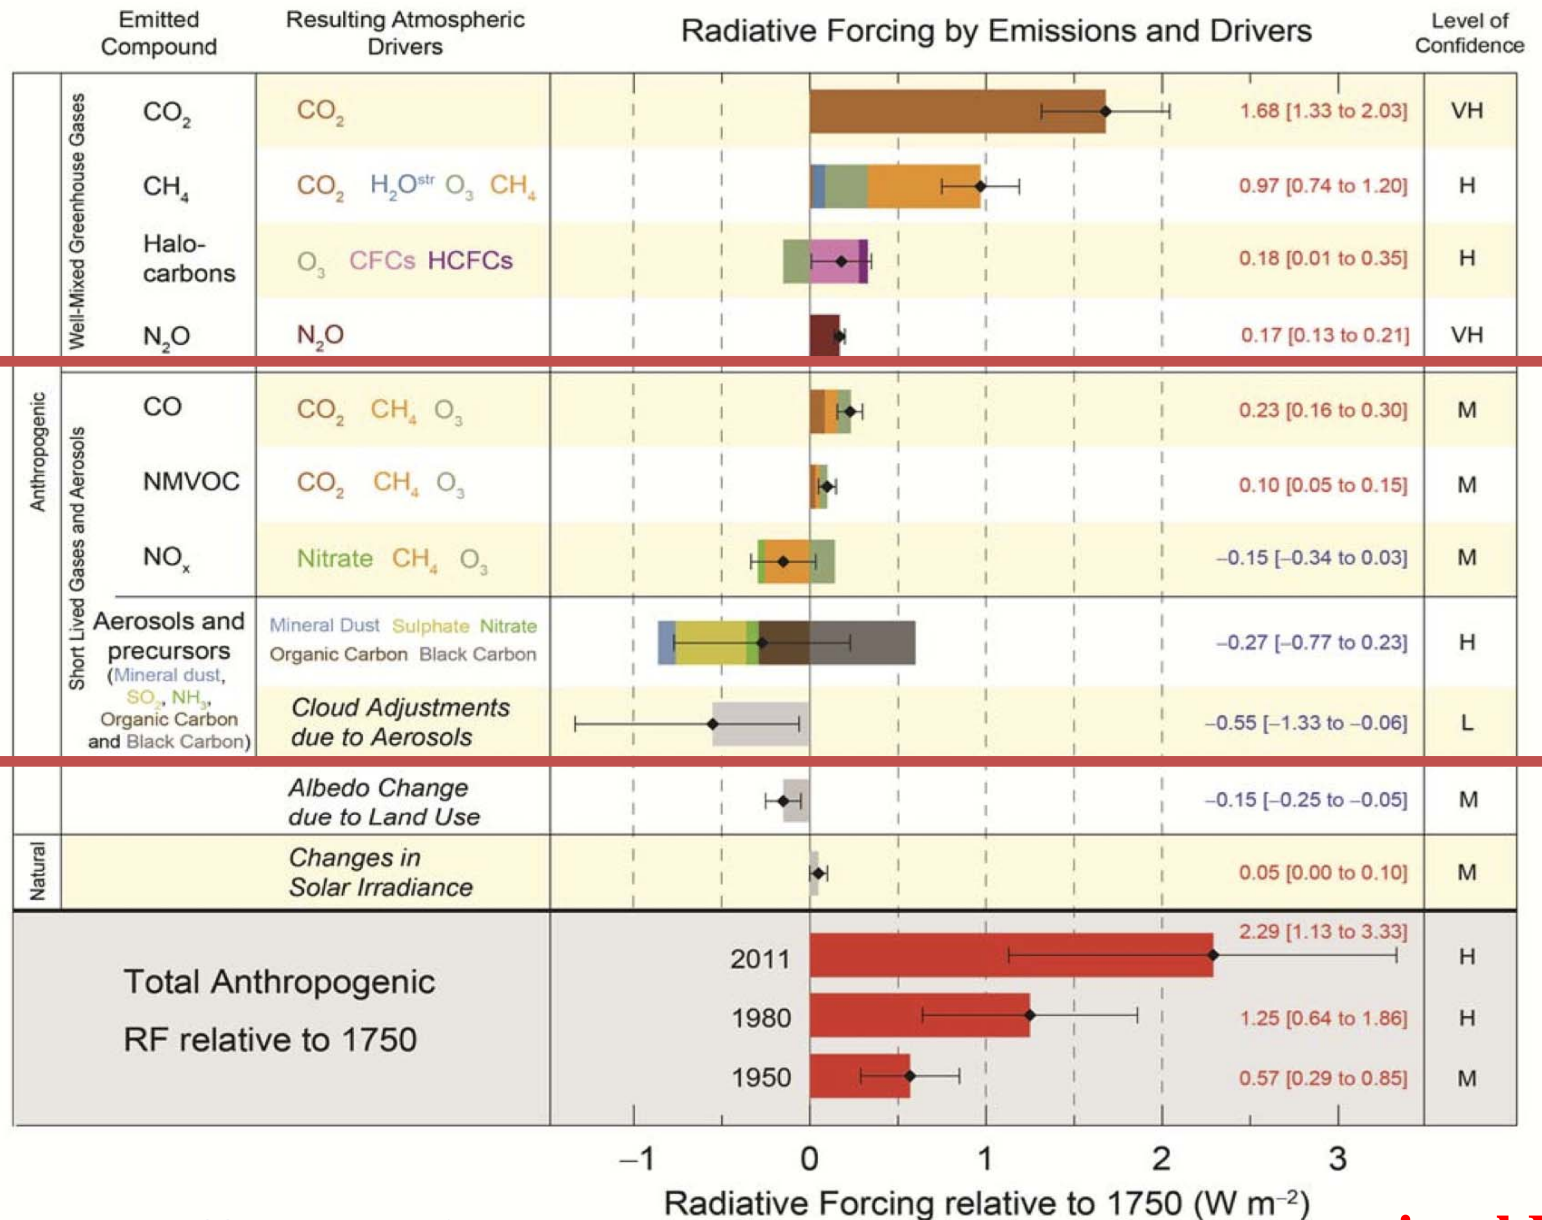 Emitted Compound
Resulting Atmospheric Drivers
Radiative Forcing by Emissions and Drivers
Level of Confidence
Well-Mixed Greenhouse Gases
CO₂
CO₂
1.68 [1.33 to 2.03]
VH
CH₄
CO₂ H₂Oˢᵗʳ O₃ CH₄
0.97 [0.74 to 1.20]
H
Halo-
carbons
O₃ CFCs HCFCs
0.18 [0.01 to 0.35]
H
N₂O
N₂O
0.17 [0.13 to 0.21]
VH
Anthropogenic
Short Lived Gases and Aerosols
CO
CO₂ CH₄ O₃
0.23 [0.16 to 0.30]
M
NMVOC
CO₂ CH₄ O₃
0.10 [0.05 to 0.15]
M
NOₓ
Nitrate CH₄ O₃
−0.15 [−0.34 to 0.03]
M
Aerosols and
precursors
(Mineral dust,
SO₂, NH₃,
Organic Carbon
and Black Carbon)
Mineral Dust Sulphate Nitrate
Organic Carbon Black Carbon
−0.27 [−0.77 to 0.23]
H
Cloud Adjustments
due to Aerosols
−0.55 [−1.33 to −0.06]
L
Albedo Change
due to Land Use
−0.15 [−0.25 to −0.05]
M
Natural
Changes in
Solar Irradiance
0.05 [0.00 to 0.10]
M
Total Anthropogenic
RF relative to 1750
2011
2.29 [1.13 to 3.33]
H
1980
1.25 [0.64 to 1.86]
H
1950
0.57 [0.29 to 0.85]
M
−1 0 1 2 3
Radiative Forcing relative to 1750 (W m⁻²)